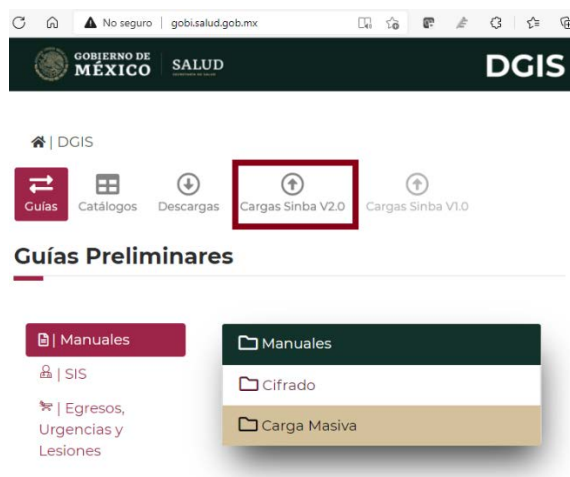 No seguro | gobi.salud.gob.mx
GOBIERNO DE
MÉXICO
SALUD
DGIS
| DGIS
Guías
Catálogos
Descargas
Cargas Sinba V2.0
Cargas Sinba V1.0
Guías Preliminares
| Manuales
| SIS
| Egresos,
Urgencias y
Lesiones
Manuales
Cifrado
Carga Masiva